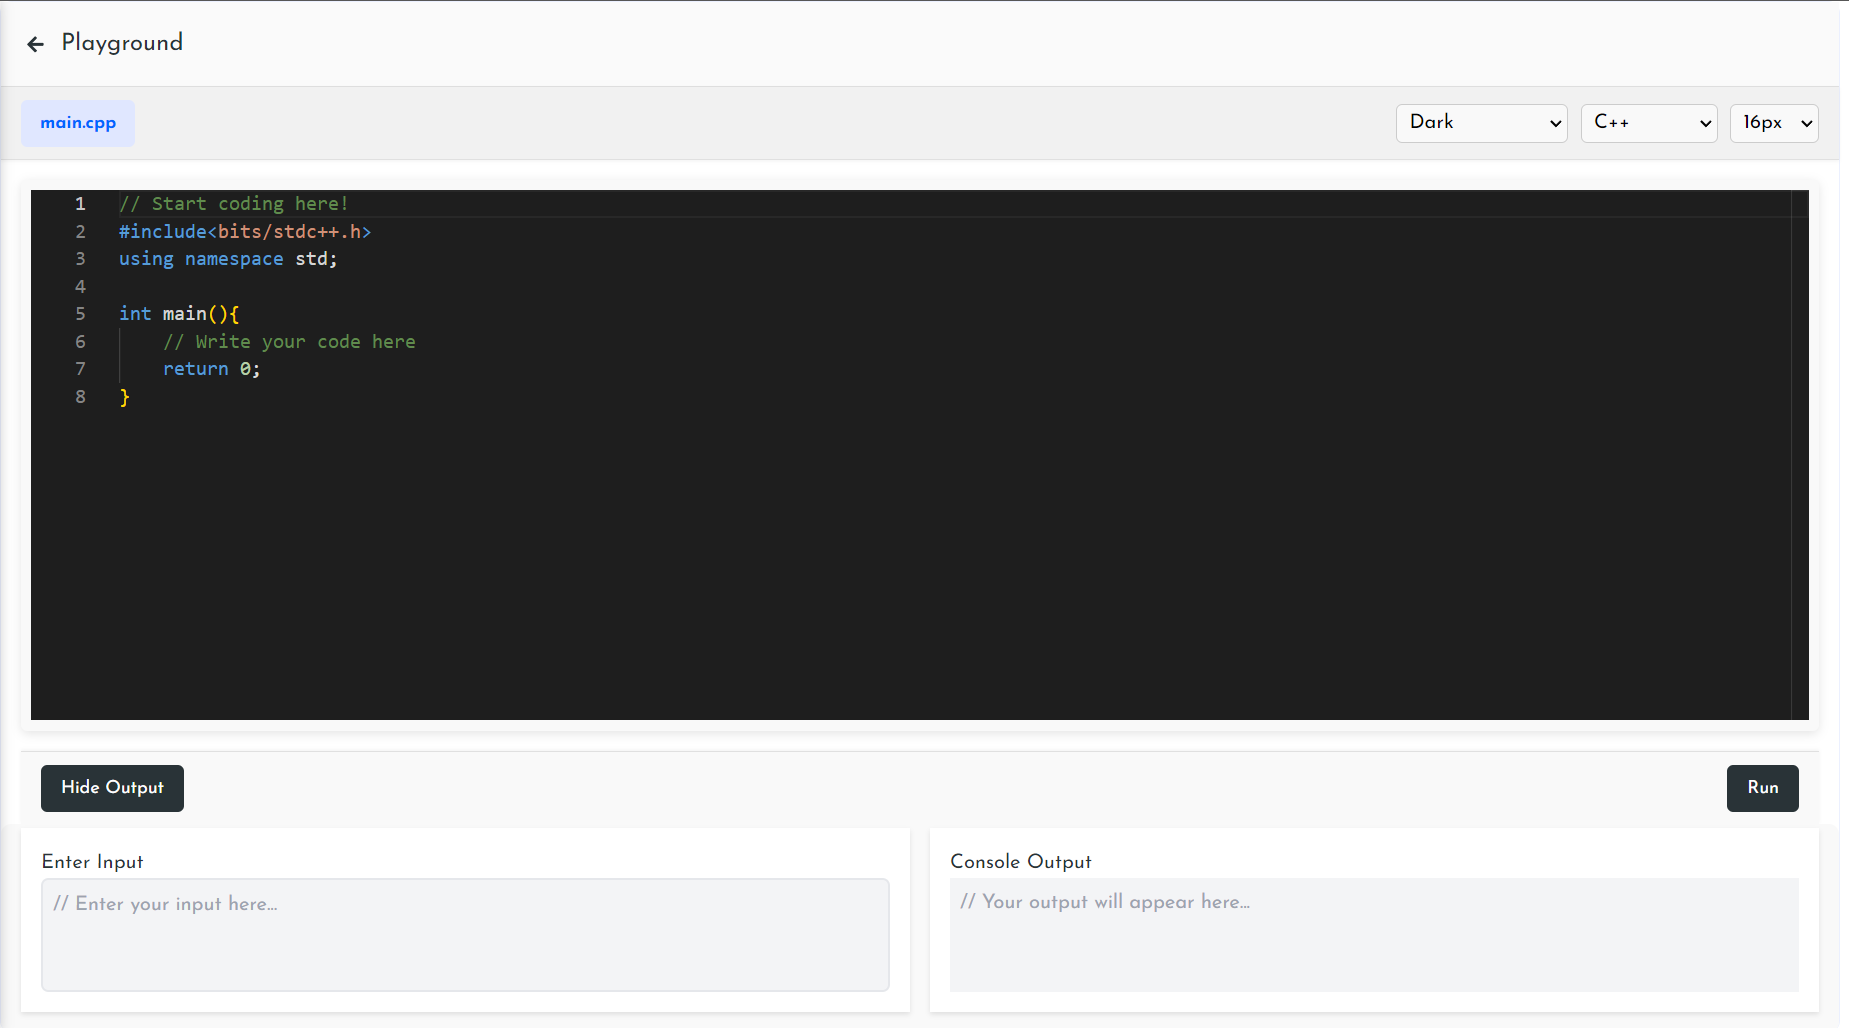 Playground
main.cpp
Dark
C++
16px
1 // Start coding here!
2 #include<bits/stdc++.h>
3 using namespace std;
4
5 int main(){
6     // Write your code here
7     return 0;
8 }
Hide Output
Run
Enter Input
// Enter your input here...
Console Output
// Your output will appear here...